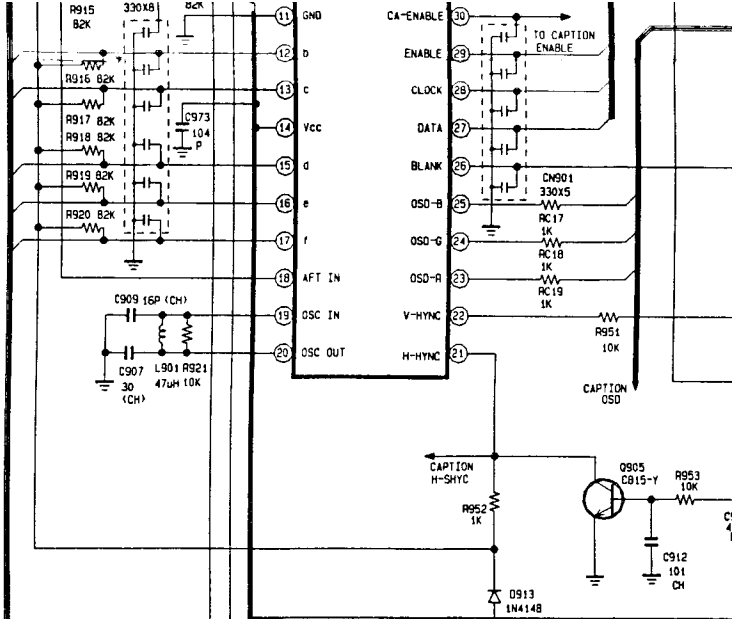 R915
82K
330X8
82K
11 GND
12 b
R916 82K
13 c
R917 82K
C973
104
P
14 Vcc
R918 82K
15 d
R919 82K
16 e
R920 82K
17 f
18 AFT IN
C909 16P (CH)
19 OSC IN
20 OSC OUT
C907
30
(CH)
L901
47uH
R921
10K
CA-ENABLE 30
TO CAPTION
ENABLE
ENABLE 29
CLOCK 28
DATA 27
BLANK 26
CN901
330X5
OSD-B 25
RC17
1K
OSD-G 24
RC18
1K
OSD-R 23
RC19
1K
V-HYNC 22
R951
10K
H-HYNC 21
CAPTION
OSD
CAPTION
H-SHYC
R952
1K
Q905
C815-Y
R953
10K
C912
101
CH
D913
1N4148